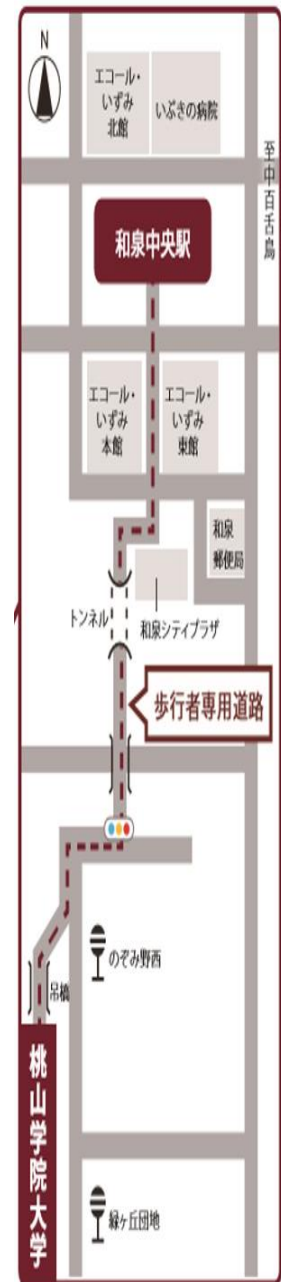 N
エコール・
いずみ
北館
いぶきの病院
至中百舌鳥
和泉中央駅
エコール・
いずみ
本館
エコール・
いずみ
東館
和泉
郵便局
トンネル
和泉シティプラザ
歩行者専用道路
のぞみ野西
吊橋
桃山学院大学
緑ヶ丘団地